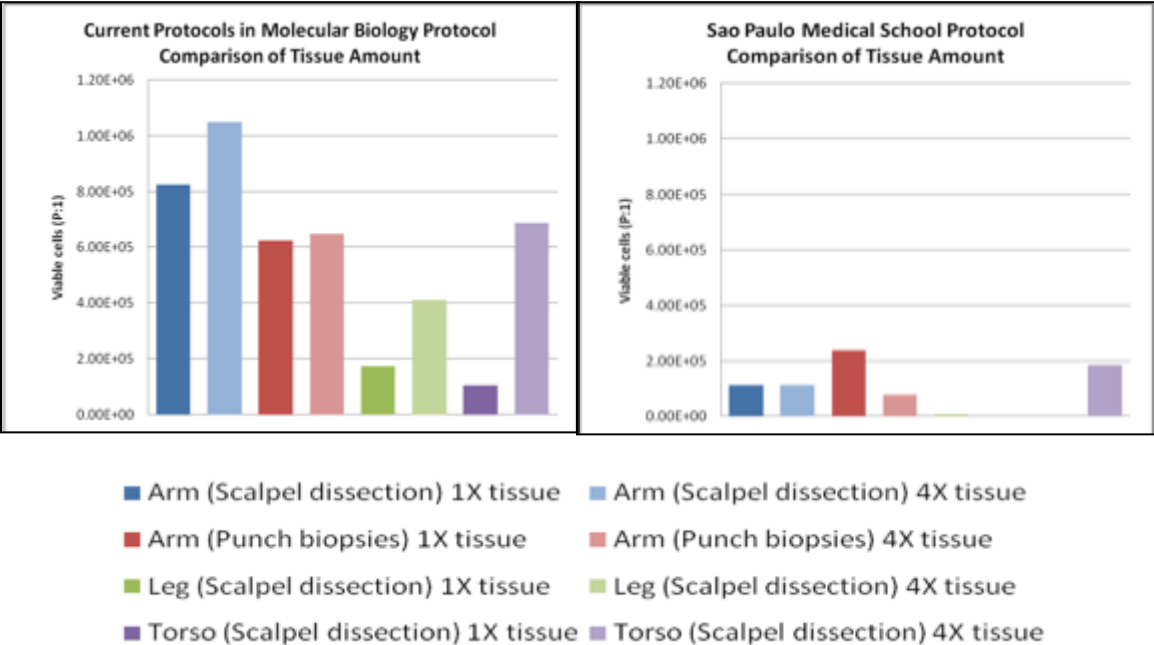 Current Protocols in Molecular Biology Protocol
Comparison of Tissue Amount
1.20E+06
1.00E+06
8.00E+05
6.00E+05
4.00E+05
2.00E+05
0.00E+00
Viable cells (P:1)
Sao Paulo Medical School Protocol
Comparison of Tissue Amount
1.20E+06
1.00E+06
8.00E+05
6.00E+05
4.00E+05
2.00E+05
0.00E+00
Viable cells (P:1)
Arm (Scalpel dissection) 1X tissue
Arm (Scalpel dissection) 4X tissue
Arm (Punch biopsies) 1X tissue
Arm (Punch biopsies) 4X tissue
Leg (Scalpel dissection) 1X tissue
Leg (Scalpel dissection) 4X tissue
Torso (Scalpel dissection) 1X tissue
Torso (Scalpel dissection) 4X tissue